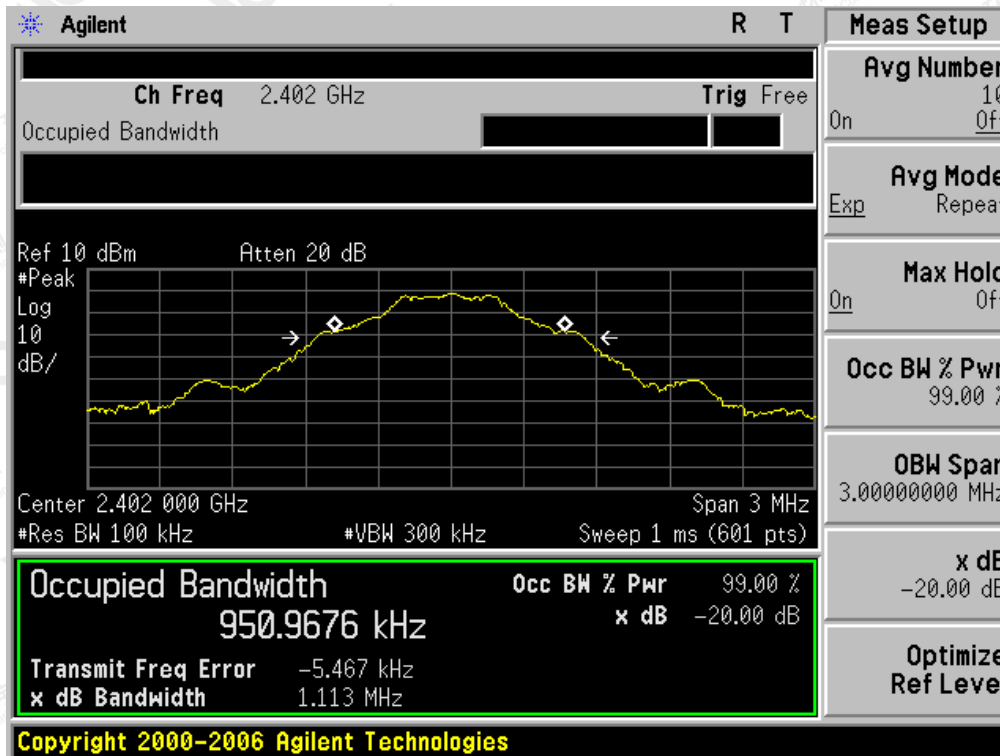 Agilent R T
Meas Setup
Ch Freq 2.402 GHz Trig Free
Occupied Bandwidth
Avg Number
10
On Of
Avg Mode
Exp Repea
Max Hold
On Of
Occ BW % Pwr
99.00 %
OBW Span
3.00000000 MHz
x dB
-20.00 dB
Optimize
Ref Leve
Ref 10 dBm Atten 20 dB
#Peak
Log
10
dB/
Center 2.402 000 GHz Span 3 MHz
#Res BW 100 kHz #VBW 300 kHz Sweep 1 ms (601 pts)
Occupied Bandwidth Occ BW % Pwr 99.00 %
950.9676 kHz x dB -20.00 dB
Transmit Freq Error -5.467 kHz
x dB Bandwidth 1.113 MHz
Copyright 2000-2006 Agilent Technologies